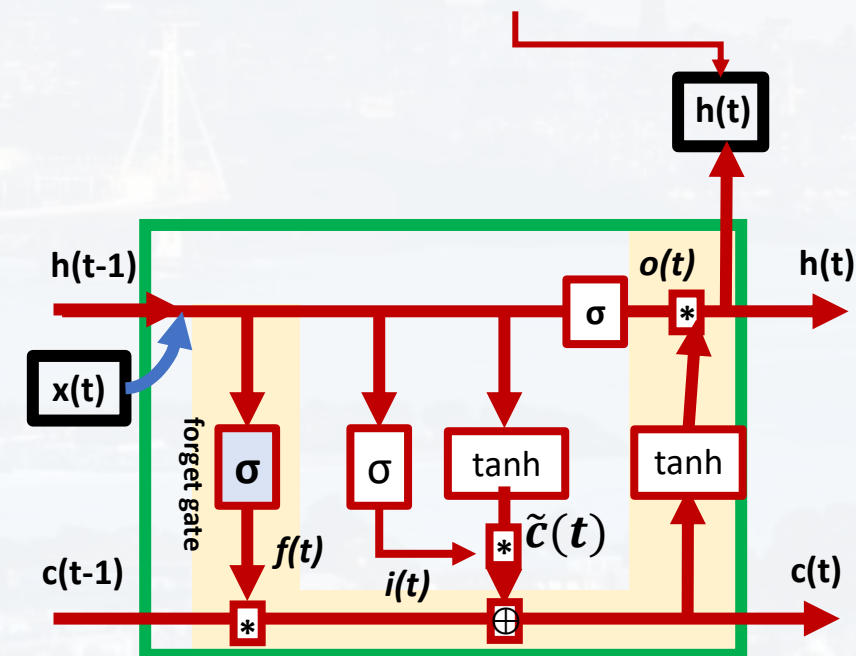 h(t)
h(t-1)
o(t)
h(t)
σ
*
x(t)
forget gate
σ
σ
tanh
tanh
f(t)
*
c̃(t)
c(t-1)
i(t)
c(t)
*
⊕